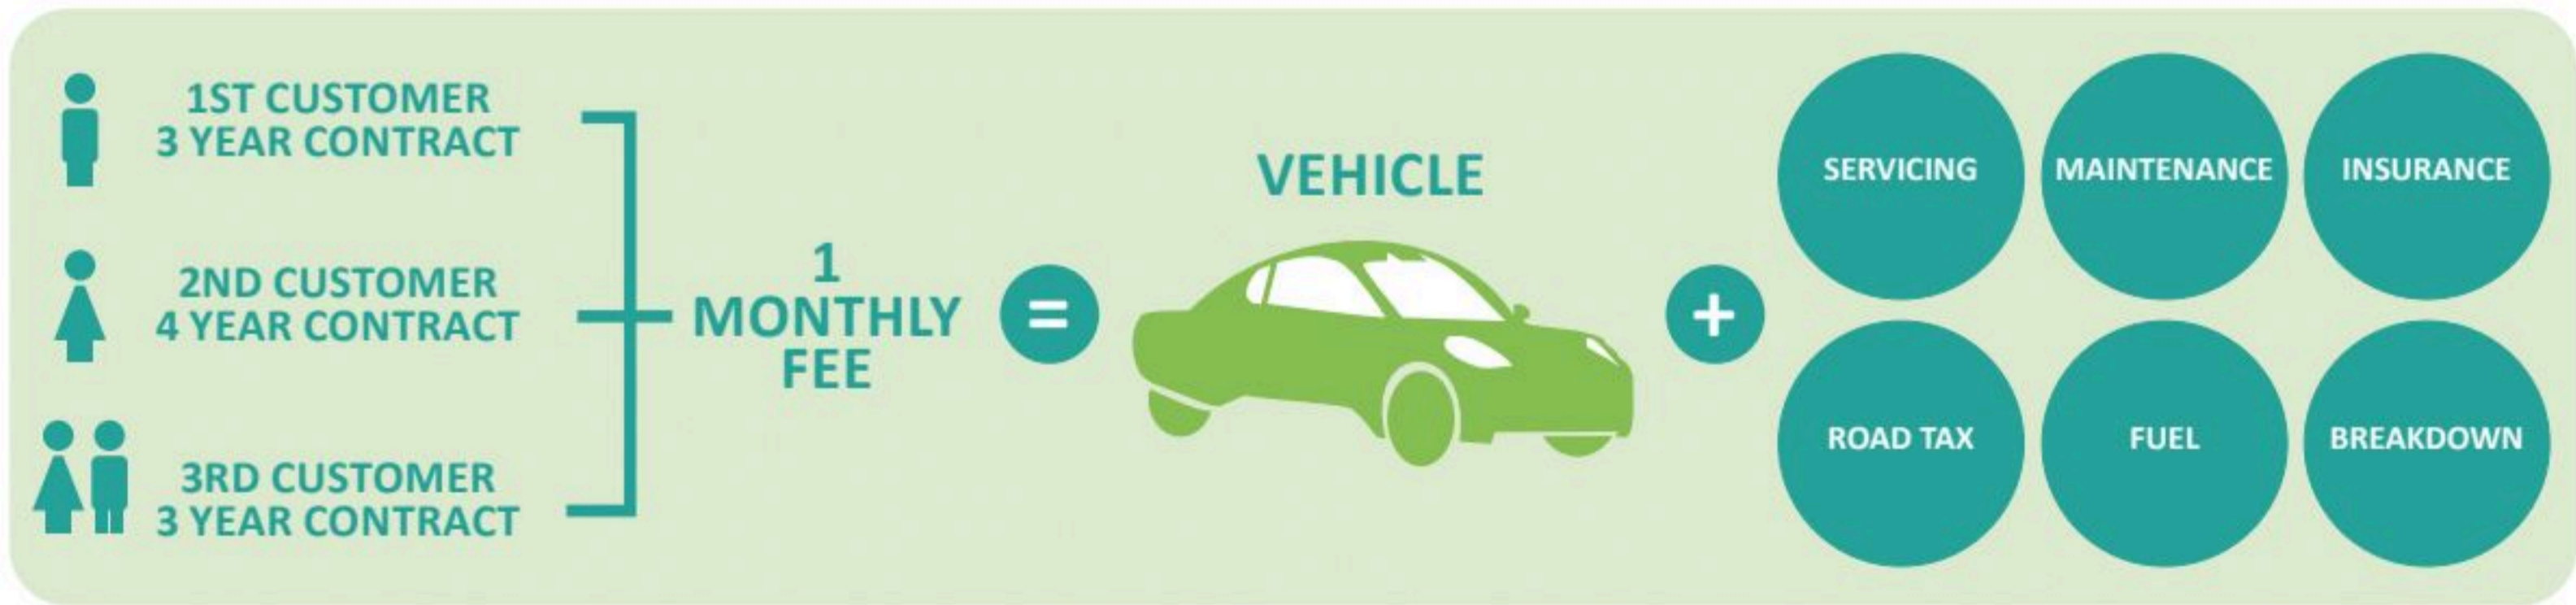 1ST CUSTOMER
3 YEAR CONTRACT
2ND CUSTOMER
4 YEAR CONTRACT
3RD CUSTOMER
3 YEAR CONTRACT
1
MONTHLY
FEE
=
VEHICLE
+
SERVICING
MAINTENANCE
INSURANCE
ROAD TAX
FUEL
BREAKDOWN